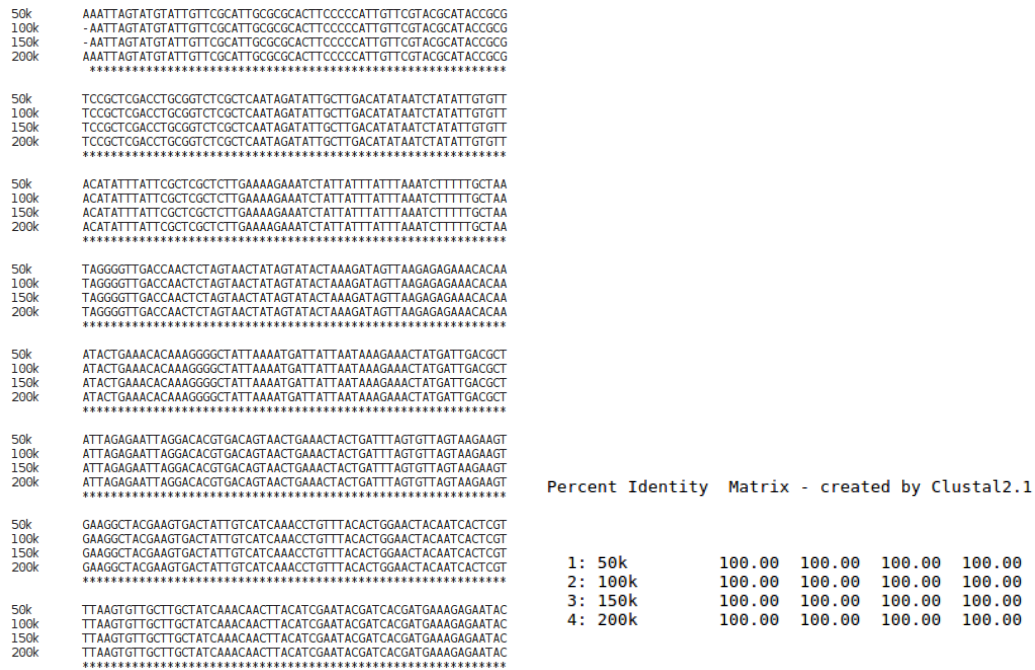 50k AAATTAGTATGTATTGTTCGCATTGCGCGCACTTCCCCCATTGTTCGTACGCATACCGCG
100k -AATTAGTATGTATTGTTCGCATTGCGCGCACTTCCCCCATTGTTCGTACGCATACCGCG
150k -AATTAGTATGTATTGTTCGCATTGCGCGCACTTCCCCCATTGTTCGTACGCATACCGCG
200k AAATTAGTATGTATTGTTCGCATTGCGCGCACTTCCCCCATTGTTCGTACGCATACCGCG
***********************************************************
50k TCCGCTCGACCTGCGGTCTCGCTCAATAGATATTGCTTGACATATAATCTATATTGTGTT
100k TCCGCTCGACCTGCGGTCTCGCTCAATAGATATTGCTTGACATATAATCTATATTGTGTT
150k TCCGCTCGACCTGCGGTCTCGCTCAATAGATATTGCTTGACATATAATCTATATTGTGTT
200k TCCGCTCGACCTGCGGTCTCGCTCAATAGATATTGCTTGACATATAATCTATATTGTGTT
************************************************************
50k ACATATTTATTCGCTCGCTCTTGAAAAGAAATCTATTATTTATTTAAATCTTTTTGCTAA
100k ACATATTTATTCGCTCGCTCTTGAAAAGAAATCTATTATTTATTTAAATCTTTTTGCTAA
150k ACATATTTATTCGCTCGCTCTTGAAAAGAAATCTATTATTTATTTAAATCTTTTTGCTAA
200k ACATATTTATTCGCTCGCTCTTGAAAAGAAATCTATTATTTATTTAAATCTTTTTGCTAA
************************************************************
50k TAGGGGTTGACCAACTCTAGTAACTATAGTATACTAAAGATAGTTAAGAGAGAAACACAA
100k TAGGGGTTGACCAACTCTAGTAACTATAGTATACTAAAGATAGTTAAGAGAGAAACACAA
150k TAGGGGTTGACCAACTCTAGTAACTATAGTATACTAAAGATAGTTAAGAGAGAAACACAA
200k TAGGGGTTGACCAACTCTAGTAACTATAGTATACTAAAGATAGTTAAGAGAGAAACACAA
************************************************************
50k ATACTGAAACACAAAGGGGCTATTAAAATGATTATTAATAAAGAAACTATGATTGACGCT
100k ATACTGAAACACAAAGGGGCTATTAAAATGATTATTAATAAAGAAACTATGATTGACGCT
150k ATACTGAAACACAAAGGGGCTATTAAAATGATTATTAATAAAGAAACTATGATTGACGCT
200k ATACTGAAACACAAAGGGGCTATTAAAATGATTATTAATAAAGAAACTATGATTGACGCT
************************************************************
50k ATTAGAGAATTAGGACACGTGACAGTAACTGAAACTACTGATTTAGTGTTAGTAAGAAGT
100k ATTAGAGAATTAGGACACGTGACAGTAACTGAAACTACTGATTTAGTGTTAGTAAGAAGT
150k ATTAGAGAATTAGGACACGTGACAGTAACTGAAACTACTGATTTAGTGTTAGTAAGAAGT
200k ATTAGAGAATTAGGACACGTGACAGTAACTGAAACTACTGATTTAGTGTTAGTAAGAAGT
************************************************************
50k GAAGGCTACGAAGTGACTATTGTCATCAAACCTGTTTACACTGGAACTACAATCACTCGT
100k GAAGGCTACGAAGTGACTATTGTCATCAAACCTGTTTACACTGGAACTACAATCACTCGT
150k GAAGGCTACGAAGTGACTATTGTCATCAAACCTGTTTACACTGGAACTACAATCACTCGT
200k GAAGGCTACGAAGTGACTATTGTCATCAAACCTGTTTACACTGGAACTACAATCACTCGT
************************************************************
50k TTAAGTGTTGCTTGCTATCAAACAACTTACATCGAATACGATCACGATGAAAGAGAATAC
100k TTAAGTGTTGCTTGCTATCAAACAACTTACATCGAATACGATCACGATGAAAGAGAATAC
150k TTAAGTGTTGCTTGCTATCAAACAACTTACATCGAATACGATCACGATGAAAGAGAATAC
200k TTAAGTGTTGCTTGCTATCAAACAACTTACATCGAATACGATCACGATGAAAGAGAATAC
************************************************************
Percent Identity Matrix - created by Clustal2.1
1: 50k 100.00 100.00 100.00 100.00
2: 100k 100.00 100.00 100.00 100.00
3: 150k 100.00 100.00 100.00 100.00
4: 200k 100.00 100.00 100.00 100.00